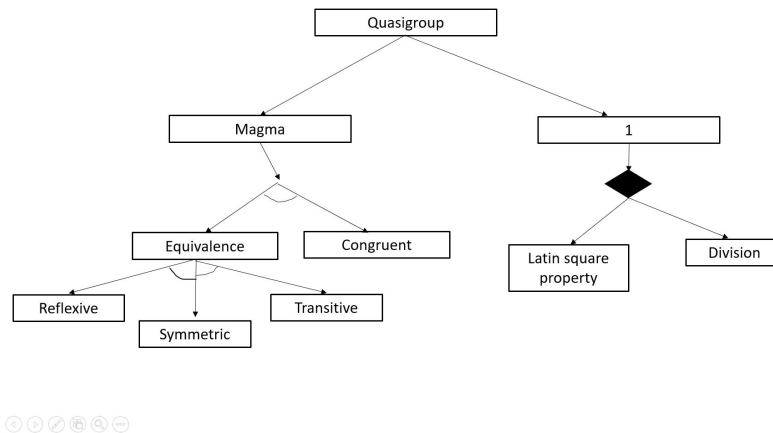 Quasigroup
Magma
1
Equivalence
Congruent
Latin square
property
Division
Reflexive
Symmetric
Transitive